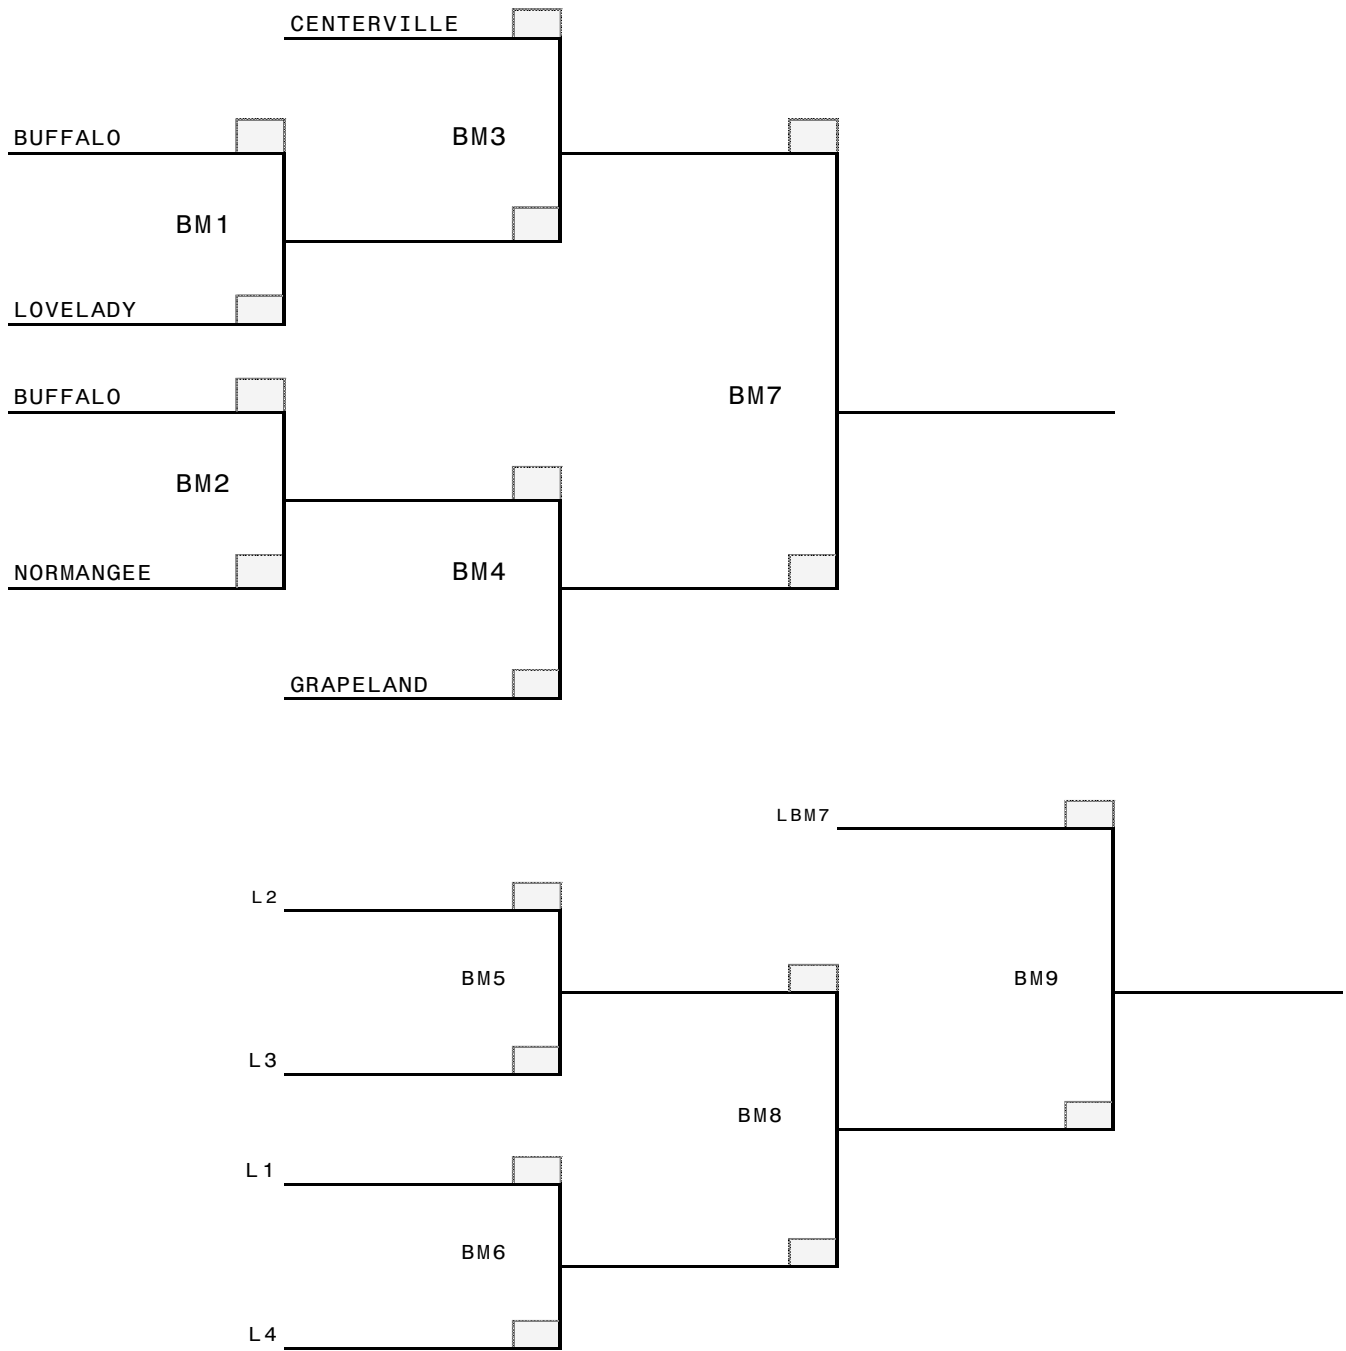 CENTERVILLE
BUFFALO
BM3
BM1
LOVELADY
BUFFALO
BM7
BM2
NORMANGEE
BM4
GRAPELAND
LBM7
L2
BM5
BM9
L3
BM8
L1
BM6
L4